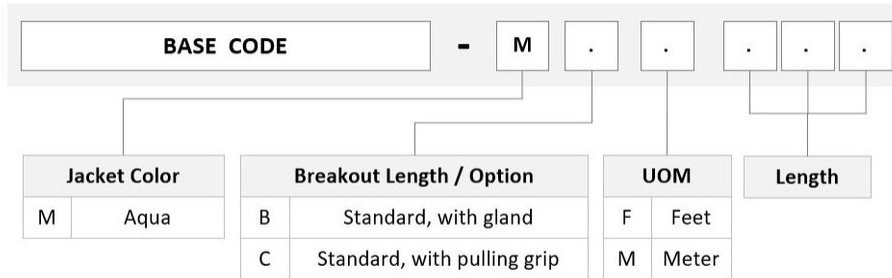 BASE CODE - M . . . . .
Jacket Color Breakout Length / Option UOM Length
M Aqua B Standard, with gland F Feet
C Standard, with pulling grip M Meter